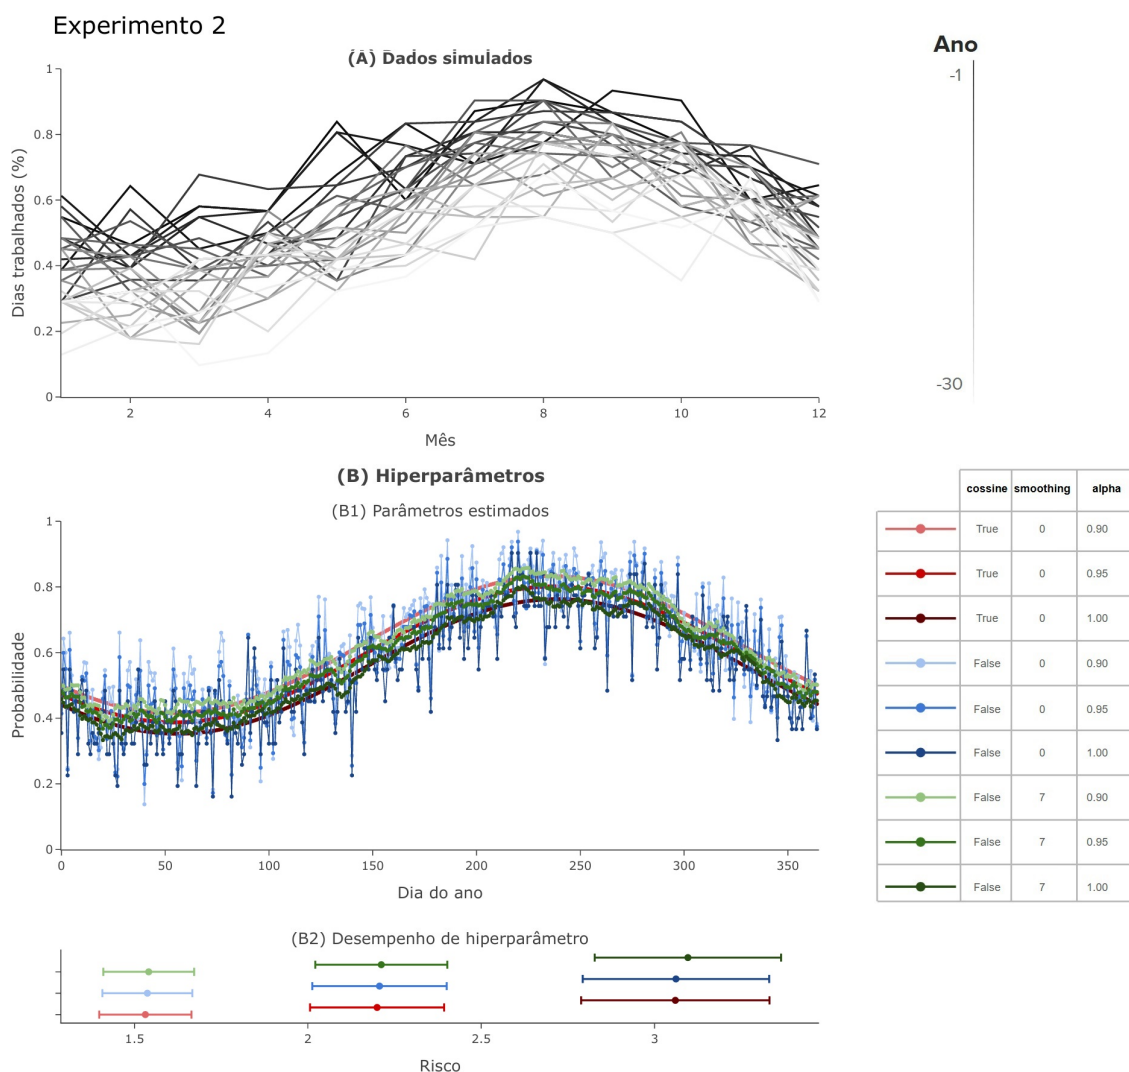 Experimento 2
(A) Dados simulados
Ano
-1
-30
1
0.8
0.6
0.4
0.2
0
Dias trabalhados (%)
2
4
6
8
10
12
Mês
(B) Hiperparâmetros
(B1) Parâmetros estimados
1
0.8
0.6
0.4
0.2
0
Probabilidade
0
50
100
150
200
250
300
350
Dia do ano
cossine smoothing alpha
True 0 0.90
True 0 0.95
True 0 1.00
False 0 0.90
False 0 0.95
False 0 1.00
False 7 0.90
False 7 0.95
False 7 1.00
(B2) Desempenho de hiperparâmetro
1.5
2
2.5
3
Risco